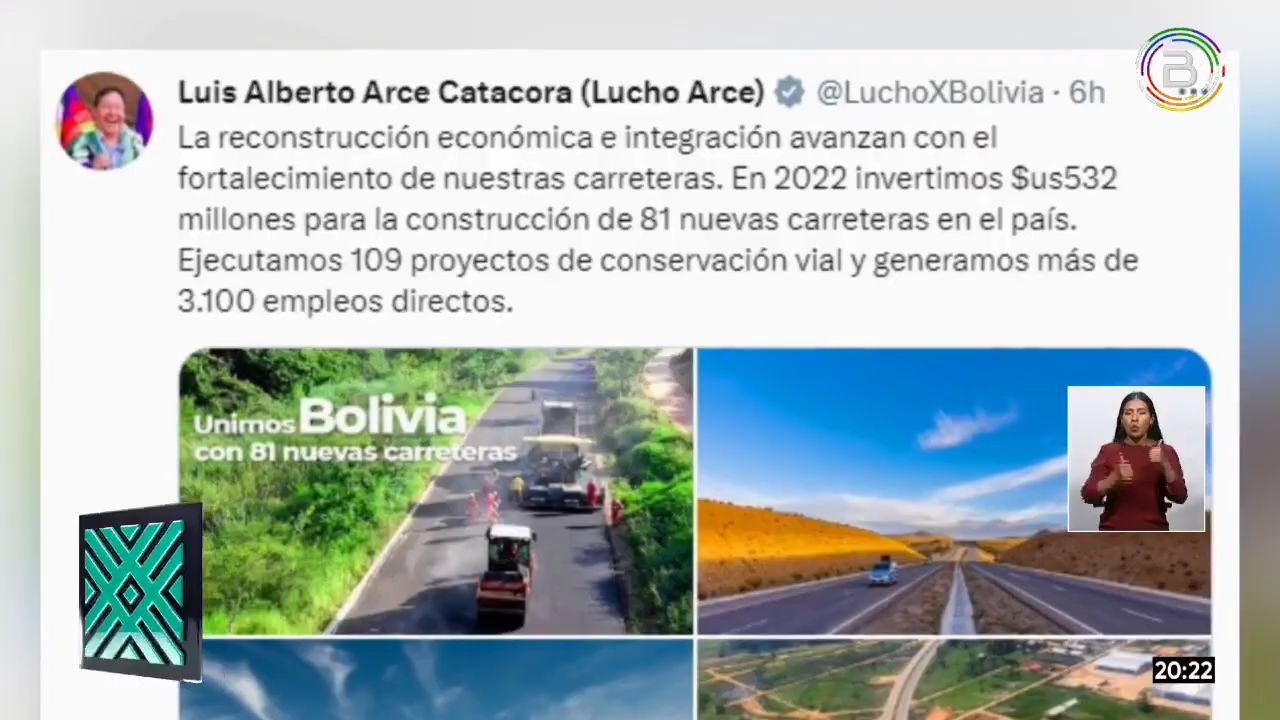 Luis Alberto Arce Catacora (Lucho Arce) @LuchoXBolivia · 6h
La reconstrucción económica e integración avanzan con el
fortalecimiento de nuestras carreteras. En 2022 invertimos $us532
millones para la construcción de 81 nuevas carreteras en el país.
Ejecutamos 109 proyectos de conservación vial y generamos más de
3.100 empleos directos.
Unimos Bolivia
con 81 nuevas carreteras
B
20:22